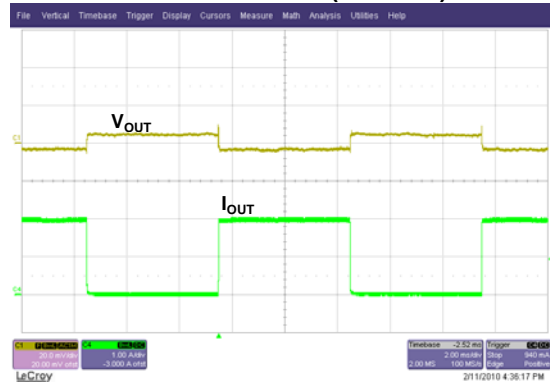 File Vertical Timebase Trigger Display Cursors Measure Math Analysis Utilities Help
C1
VOUT
IOUT
C4
C1
C4
Timebase -2.52 ms
Trigger
20.0 mV/div
1.00 A/div
2.00 ms/div
Stop 940 mA
20.00 mV ofst
-3.000 A ofst
2.00 MS 100 MS/s
Edge Positive
LeCroy
2/11/2010 4:36:17 PM